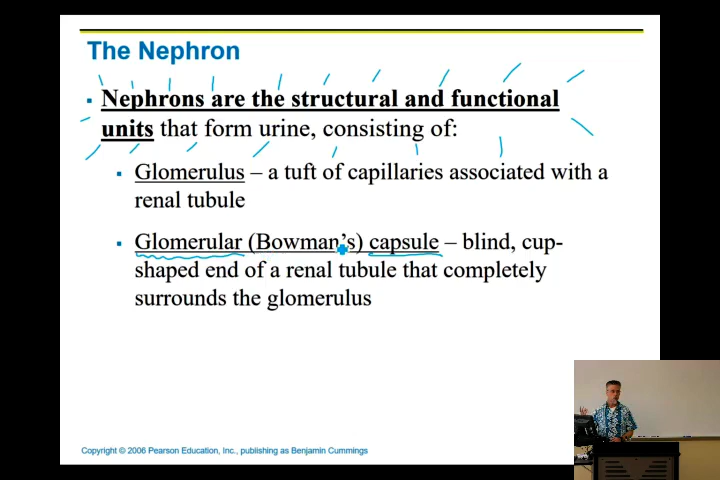 The Nephron
Nephrons are the structural and functional
units that form urine, consisting of:
Glomerulus – a tuft of capillaries associated with a
renal tubule
Glomerular (Bowman's) capsule – blind, cup-
shaped end of a renal tubule that completely
surrounds the glomerulus
Copyright © 2006 Pearson Education, Inc., publishing as Benjamin Cummings